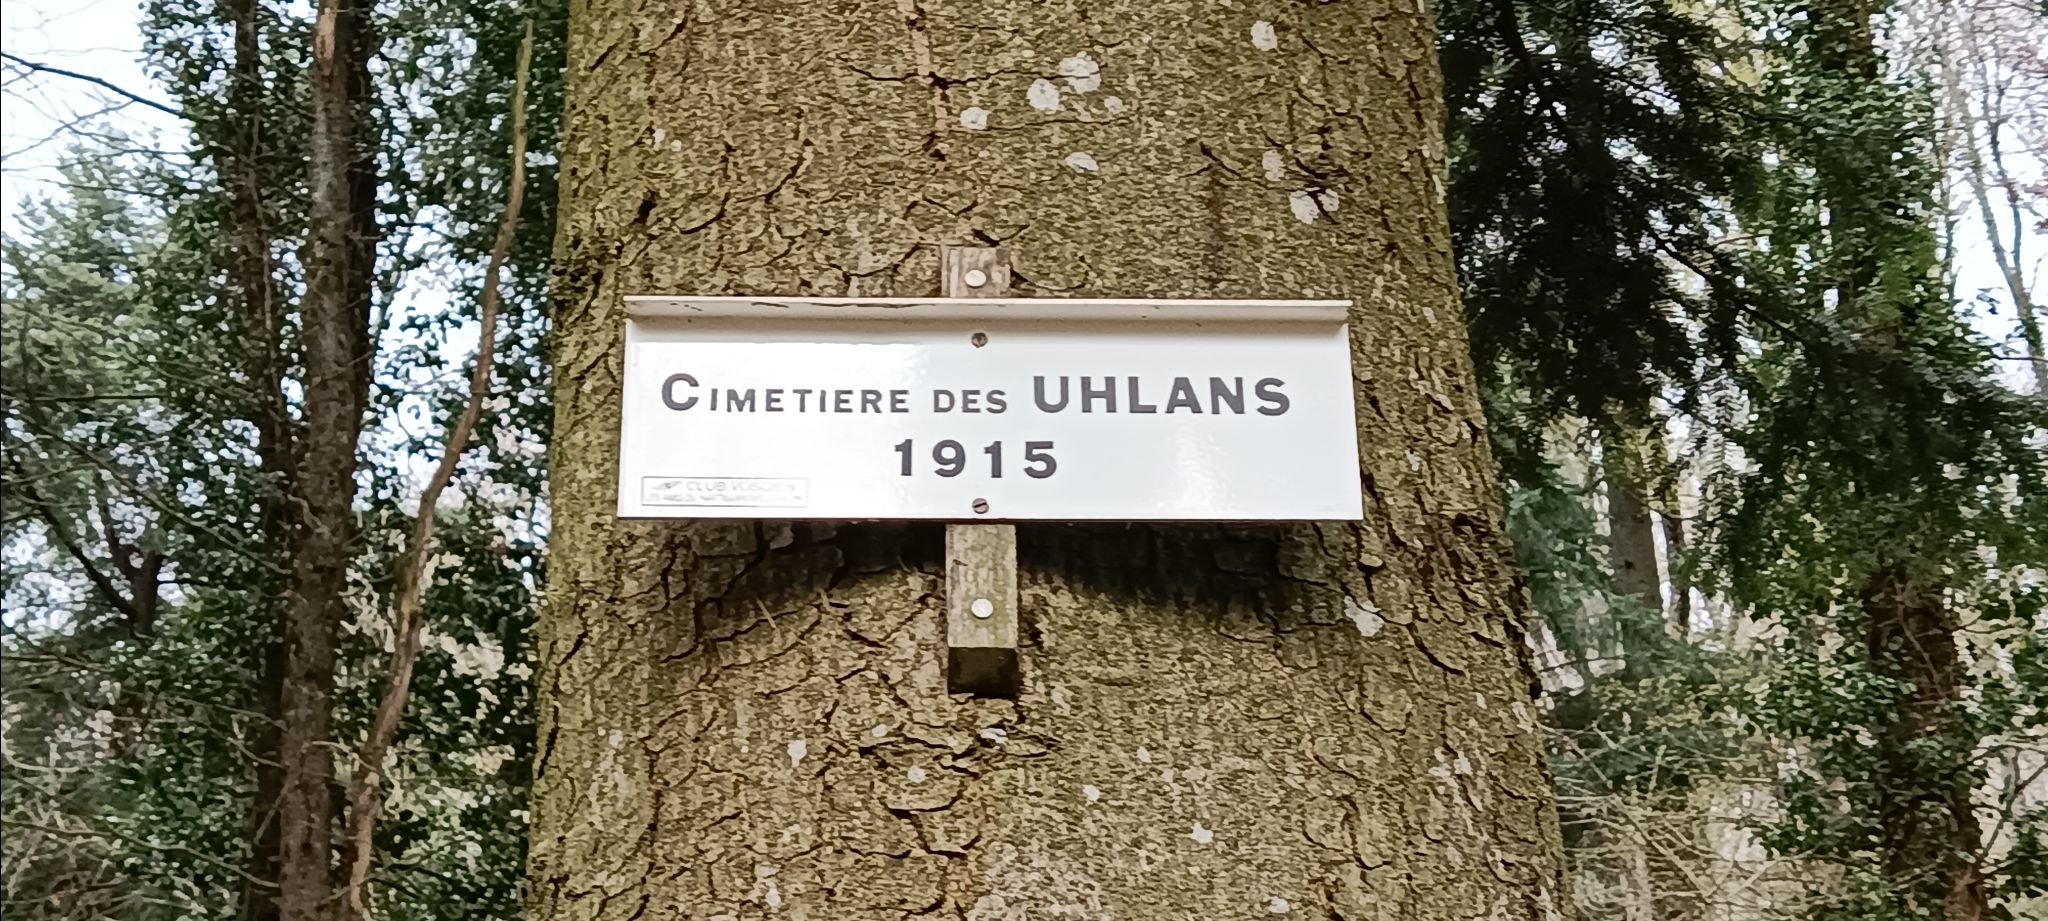 CIMETIERE DES UHLANS
1915
CLUB VOSGIEN